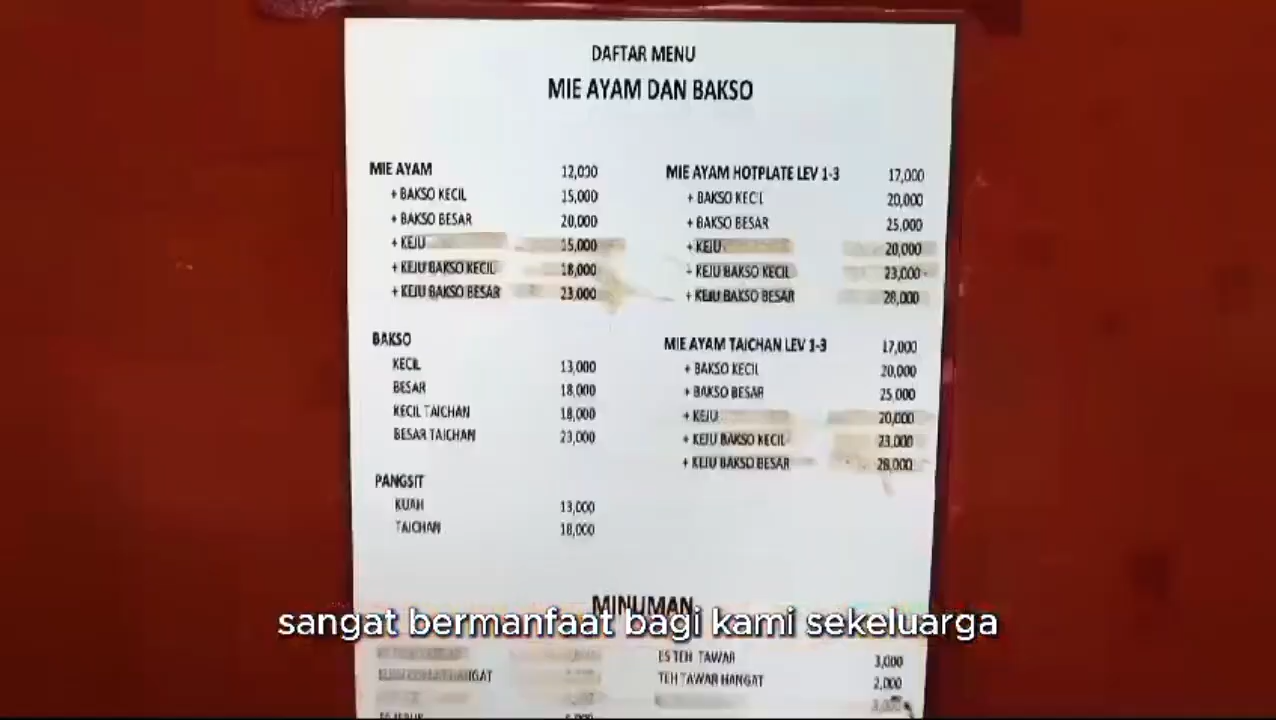 DAFTAR MENU
MIE AYAM DAN BAKSO
MIE AYAM 12,000
+ BAKSO KECIL 15,000
+ BAKSO BESAR 20,000
+ KEJU 15,000
+ KEJU BAKSO KECIL 18,000
+ KEJU BAKSO BESAR 23,000
BAKSO
KECIL 13,000
BESAR 18,000
KECIL TAICHAN 18,000
BESAR TAICHAN 23,000
PANGSIT
KUAH 13,000
TAICHAN 18,000
MIE AYAM HOTPLATE LEV 1-3 17,000
+ BAKSO KECIL 20,000
+ BAKSO BESAR 25,000
+ KEJU 20,000
+ KEJU BAKSO KECIL 23,000
+ KEJU BAKSO BESAR 28,000
MIE AYAM TAICHAN LEV 1-3 17,000
+ BAKSO KECIL 20,000
+ BAKSO BESAR 25,000
+ KEJU 20,000
+ KEJU BAKSO KECIL 23,000
+ KEJU BAKSO BESAR 28,000
MINUMAN
sangat bermanfaat bagi kami sekeluarga
ES TEH TAWAR 3,000
TEH TAWAR HANGAT 2,000